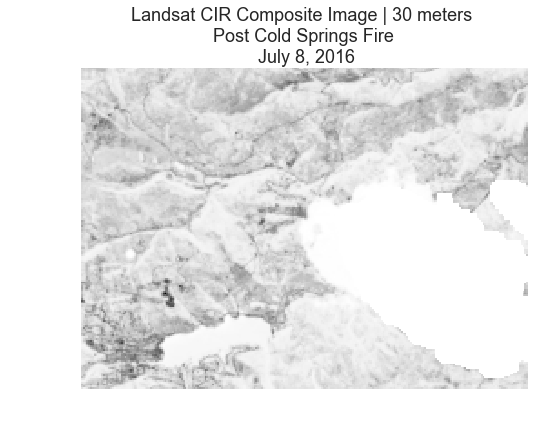 Landsat CIR Composite Image | 30 meters
Post Cold Springs Fire
July 8, 2016